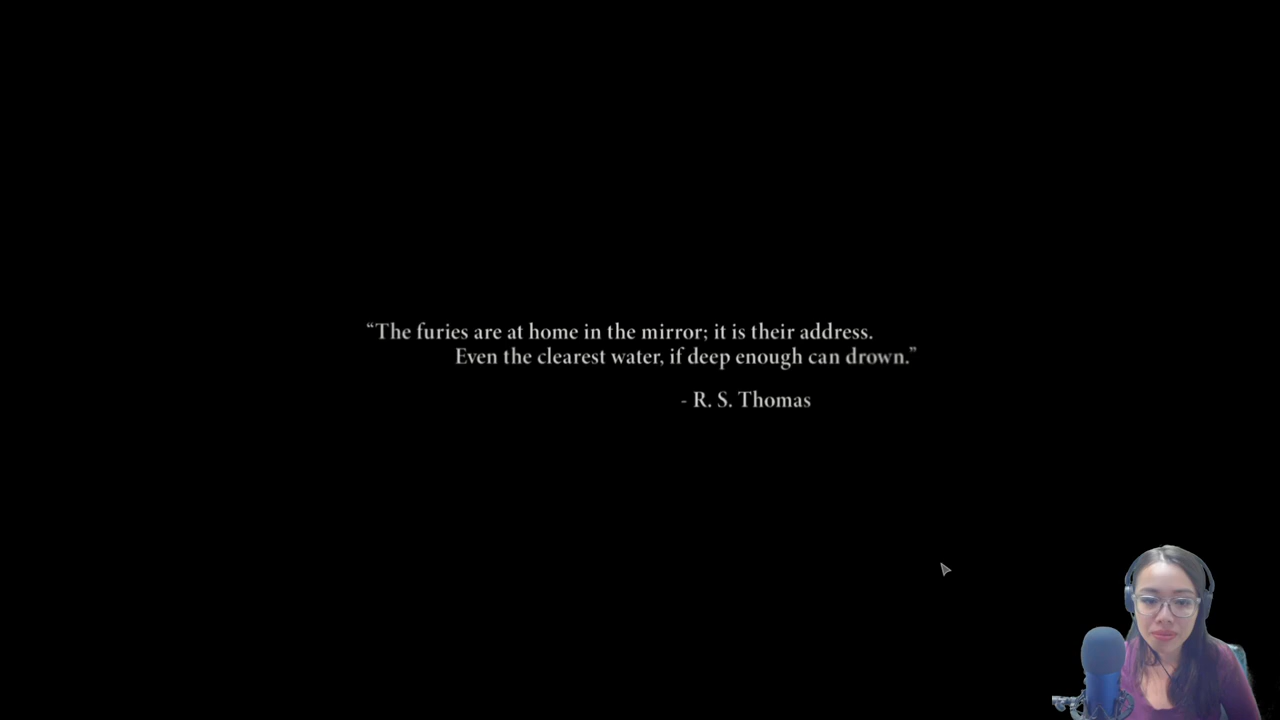 “The furies are at home in the mirror; it is their address.
Even the clearest water, if deep enough can drown.”
- R. S. Thomas